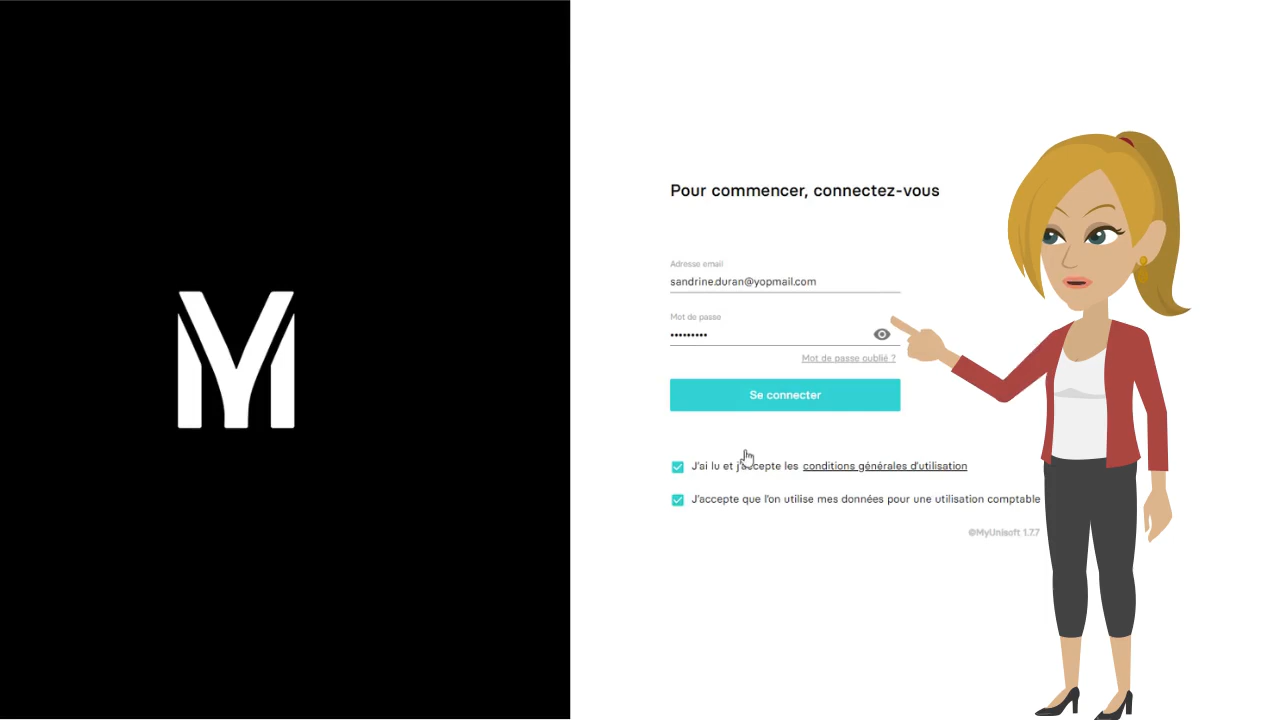 Pour commencer, connectez-vous
Adresse email
sandrine.duran@yopmail.com
Mot de passe
•••••••••
Mot de passe oublié ?
Se connecter
J'ai lu et j'accepte les conditions générales d'utilisation
J'accepte que l'on utilise mes données pour une utilisation comptable
©MyUnisoft 1.7.7